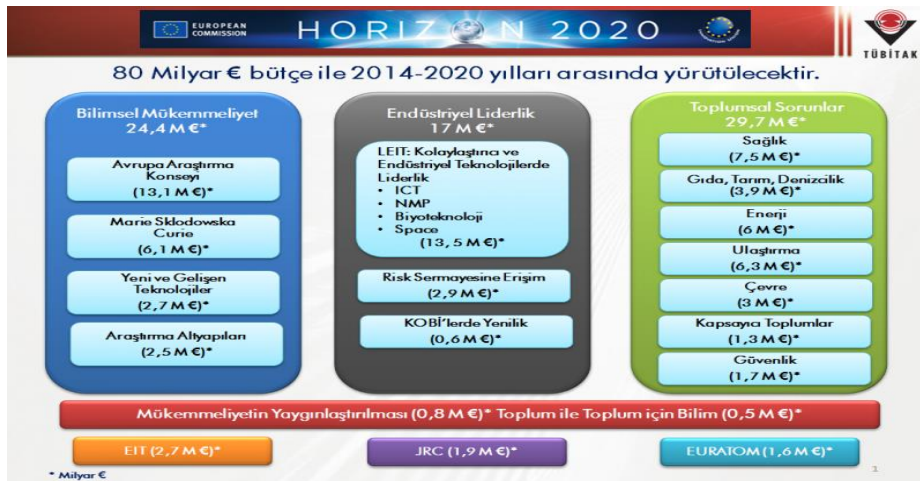 EUROPEAN
COMMISSION
HORIZON 2020
TÜBİTAK
80 Milyar € bütçe ile 2014-2020 yılları arasında yürütülecektir.
Bilimsel Mükemmeliyet
24,4 M €*
Avrupa Araştırma
Konseyi
(13,1 M €)*
Marie Sklodowska
Curie
(6,1 M €)*
Yeni ve Gelişen
Teknolojiler
(2,7 M €)*
Araştırma Altyapıları
(2,5 M €)*
Endüstriyel Liderlik
17 M €*
LEIT: Kolaylaştırıcı ve
Endüstriyel Teknolojilerde
Liderlik
• ICT
• NMP
• Biyoteknoloji
• Space
(13, 5 M €)*
Risk Sermayesine Erişim
(2,9 M €)*
KOBİ'lerde Yenilik
(0,6 M €)*
Toplumsal Sorunlar
29,7 M €*
Sağlık
(7,5 M €)*
Gıda, Tarım, Denizcilik
(3,9 M €)*
Enerji
(6 M €)*
Ulaştırma
(6,3 M €)*
Çevre
(3 M €)*
Kapsayıcı Toplumlar
(1,3 M €)*
Güvenlik
(1,7 M €)*
Mükemmeliyetin Yaygınlaştırılması (0,8 M €)* Toplum ile Toplum için Bilim (0,5 M €)*
EIT (2,7 M €)*
JRC (1,9 M €)*
EURATOM (1,6 M €)*
* Milyar €
1